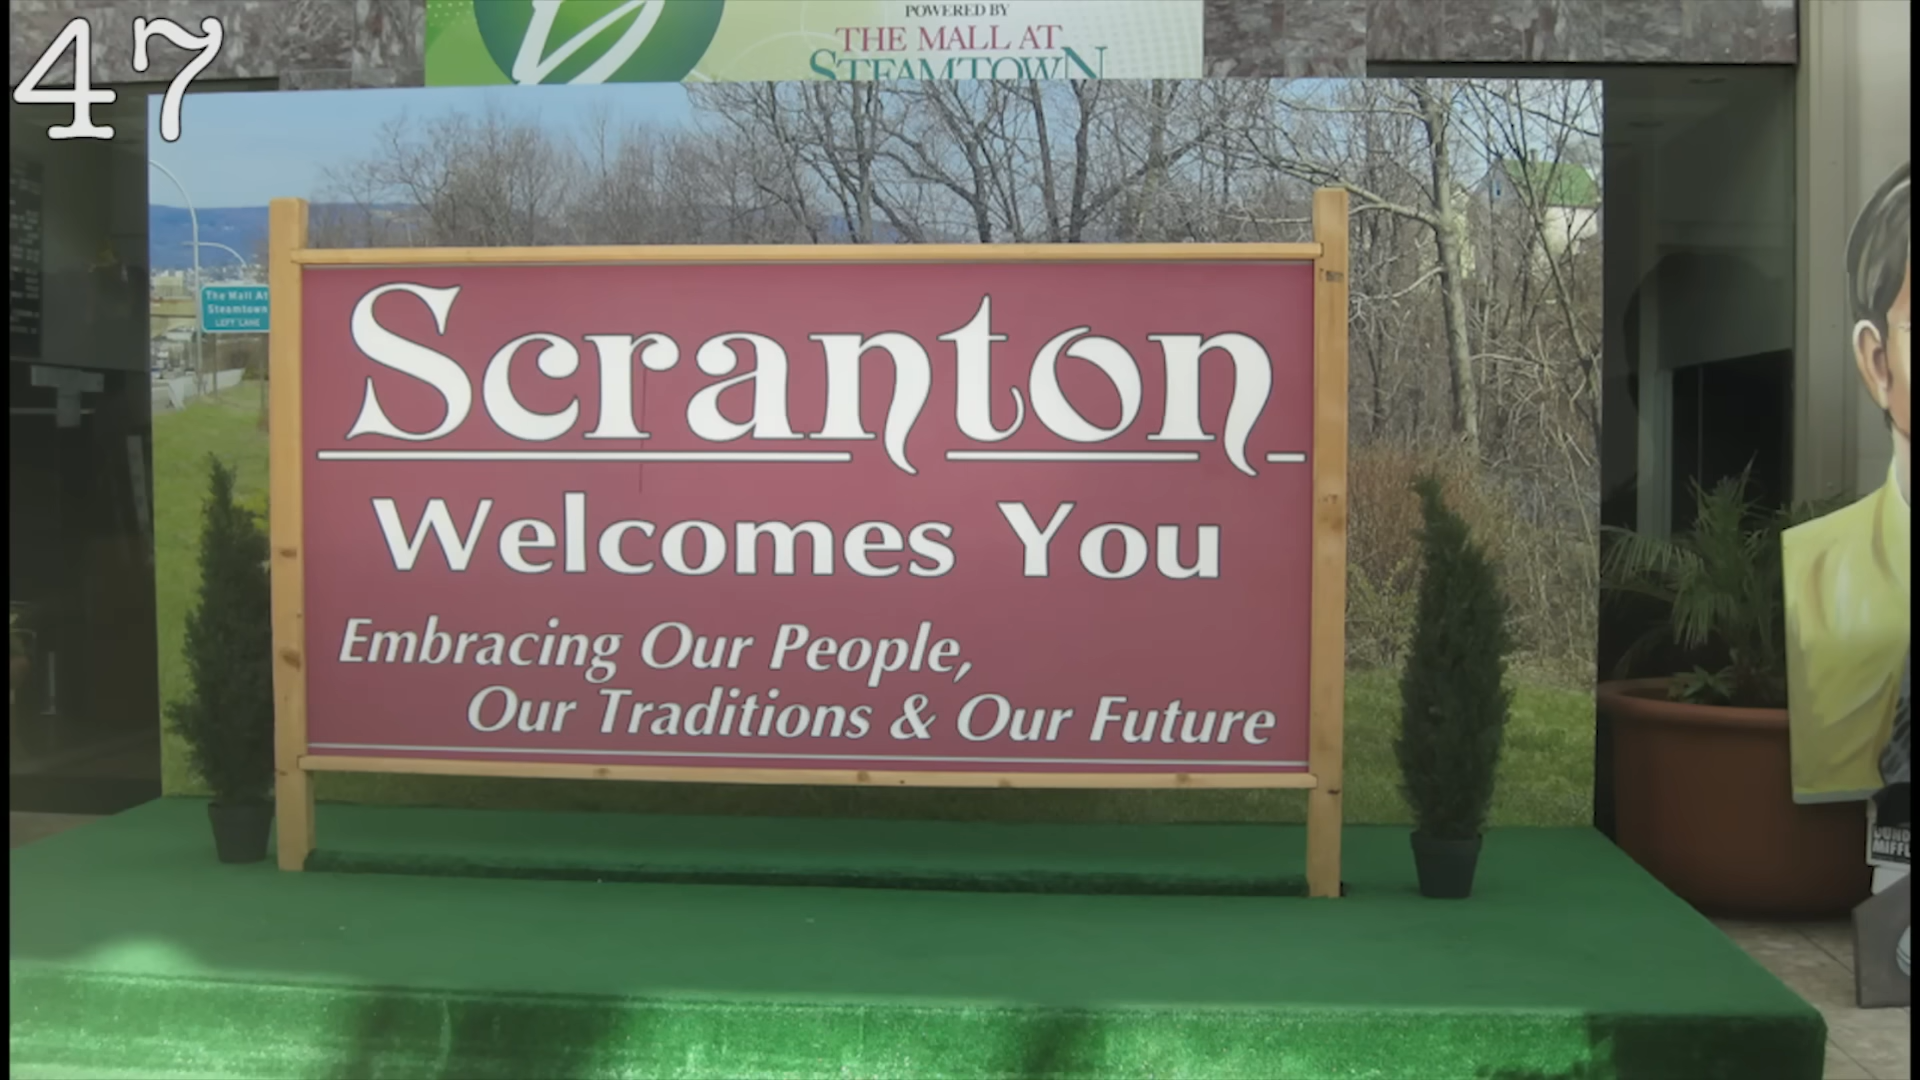 47
POWERED BY
THE MALL AT
STEAMTOWN
The Mall At
Steamtown
LEFT LANE
Scranton
Welcomes You
Embracing Our People,
Our Traditions & Our Future